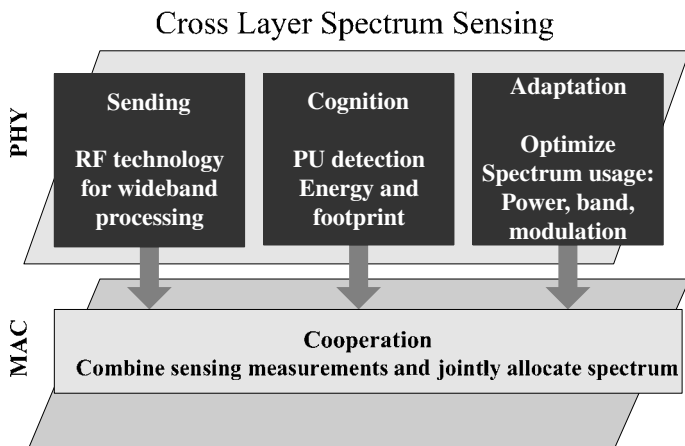 Cross Layer Spectrum Sensing
PHY
Sending
RF technology
for wideband
processing
Cognition
PU detection
Energy and
footprint
Adaptation
Optimize
Spectrum usage:
Power, band,
modulation
MAC
Cooperation
Combine sensing measurements and jointly allocate spectrum